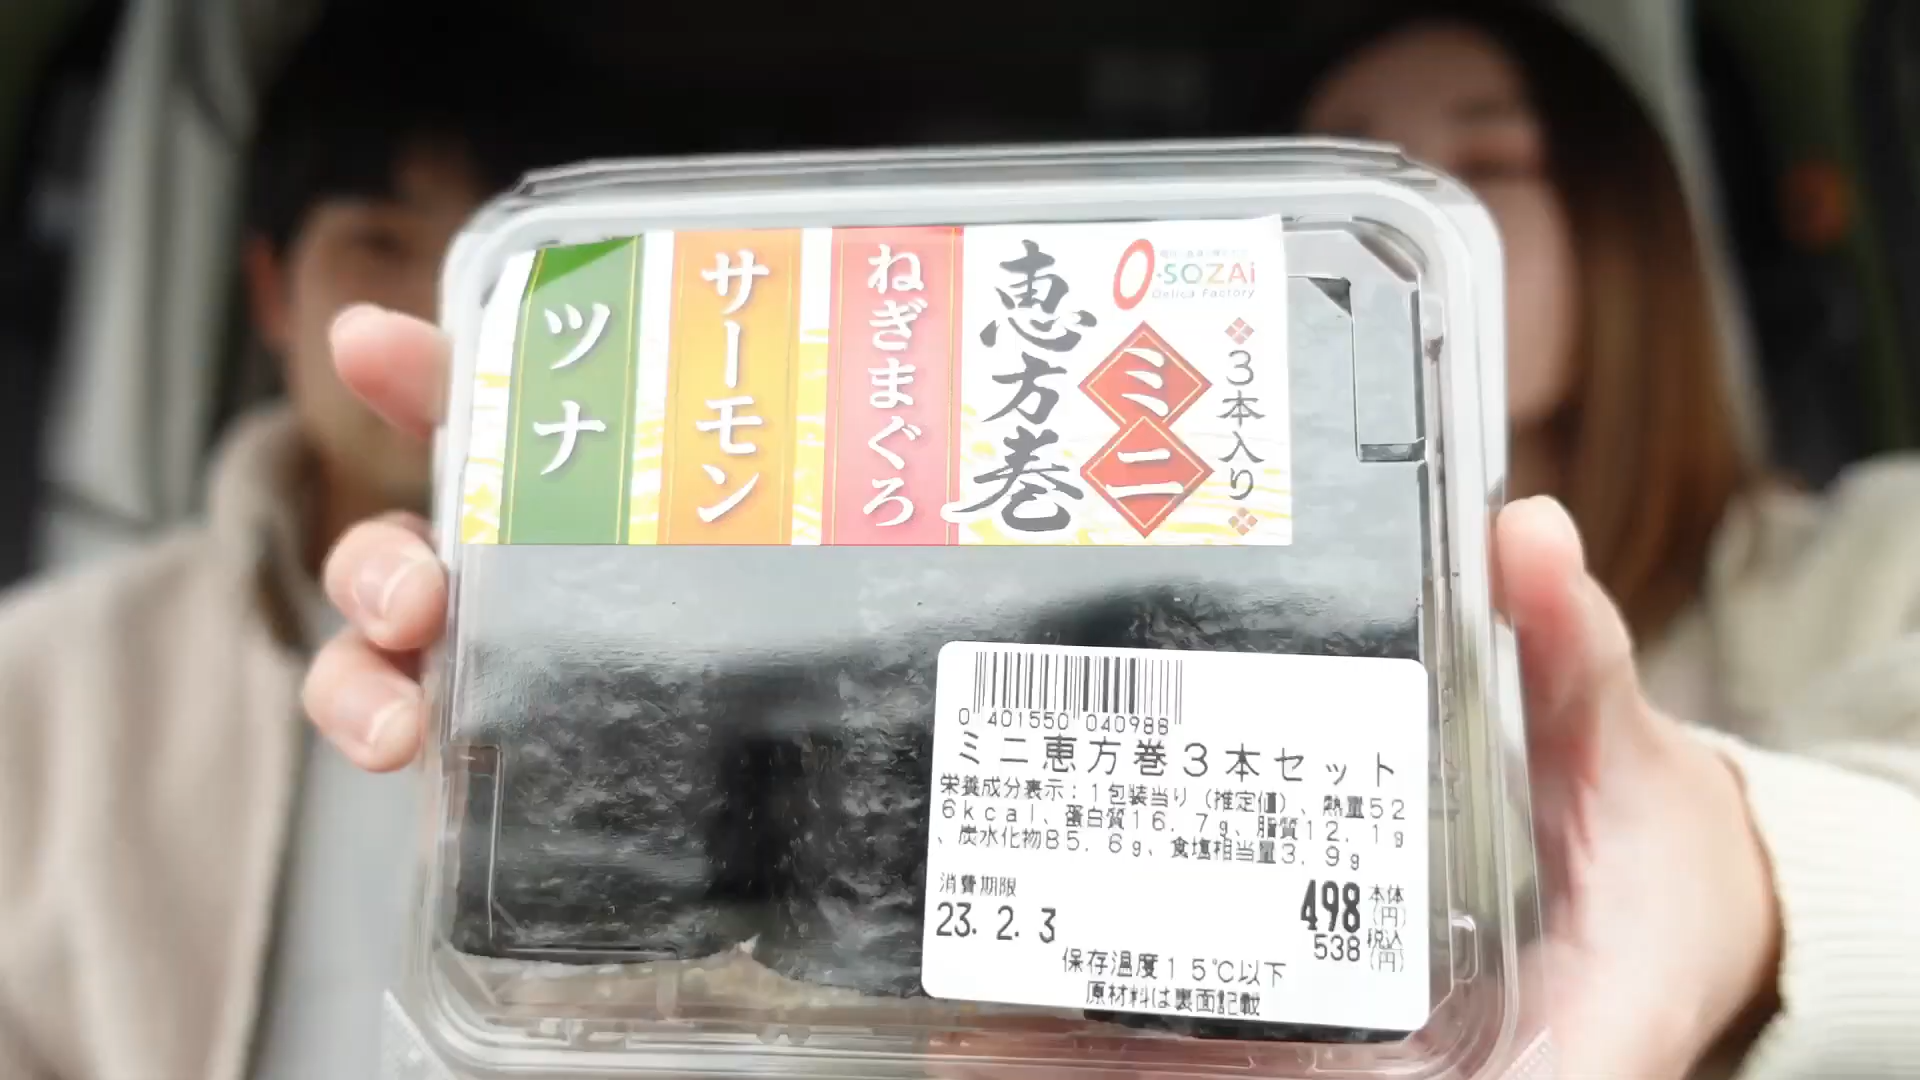 O-SOZAi
Delica Factory
3本入り
ミニ
恵方巻
ねぎまぐろ
サーモン
ツナ
0 401550 040988
ミニ恵方巻3本セット
栄養成分表示:1包装当り(推定値)、熱量52
6kcal、蛋白質16.7g、脂質12.1g
、炭水化物85.6g、食塩相当量3.9g
消費期限
23.2.3
498 本体(円)
538 税込(円)
保存温度15℃以下
原材料は裏面記載